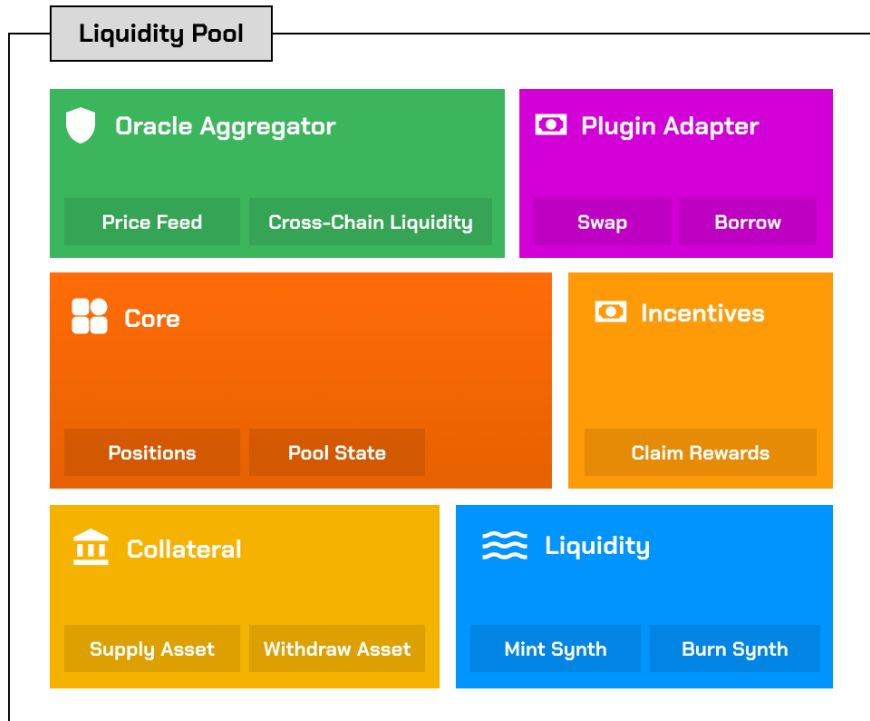 Liquidity Pool
Oracle Aggregator
Price Feed
Cross-Chain Liquidity
Plugin Adapter
Swap
Borrow
Core
Positions
Pool State
Incentives
Claim Rewards
Collateral
Supply Asset
Withdraw Asset
Liquidity
Mint Synth
Burn Synth